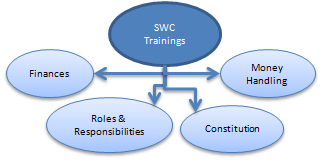 SWC
Trainings
Finances
Money
Handling
Roles &
Responsibilities
Constitution